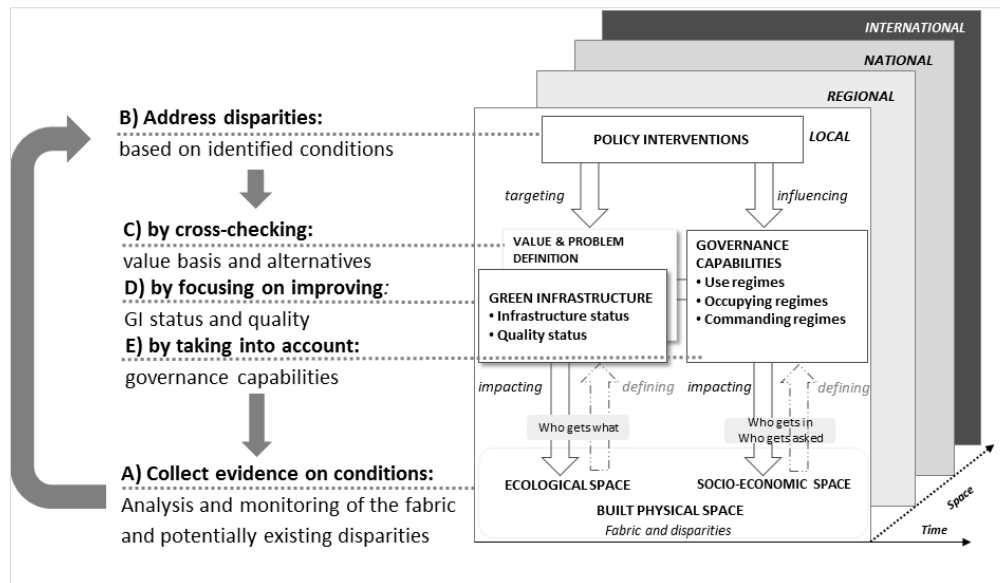 INTERNATIONAL
NATIONAL
REGIONAL
LOCAL
B) Address disparities:
based on identified conditions
C) by cross-checking:
value basis and alternatives
D) by focusing on improving:
GI status and quality
E) by taking into account:
governance capabilities
A) Collect evidence on conditions:
Analysis and monitoring of the fabric
and potentially existing disparities
POLICY INTERVENTIONS
targeting
influencing
VALUE & PROBLEM
DEFINITION
GREEN INFRASTRUCTURE
• Infrastructure status
• Quality status
GOVERNANCE
CAPABILITIES
• Use regimes
• Occupying regimes
• Commanding regimes
impacting
defining
impacting
defining
Who gets what
Who gets in
Who gets asked
ECOLOGICAL SPACE
SOCIO-ECONOMIC SPACE
BUILT PHYSICAL SPACE
Fabric and disparities
Space
Time